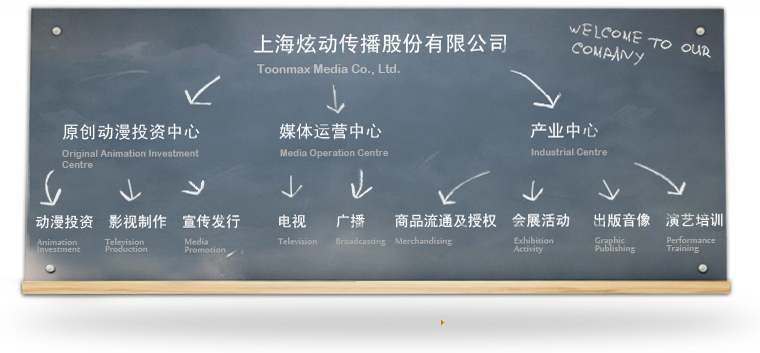 上海炫动传播股份有限公司
Toonmax Media Co., Ltd.
WELCOME TO OUR
COMPANY
原创动漫投资中心
Original Animation Investment
Centre
媒体运营中心
Media Operation Centre
产业中心
Industrial Centre
动漫投资
Animation
Investment
影视制作
Television
Production
宣传发行
Media
Promotion
电视
Television
广播
Broadcasting
商品流通及授权
Merchandising
会展活动
Exhibition
Activity
出版音像
Graphic
Publishing
演艺培训
Performance
Training